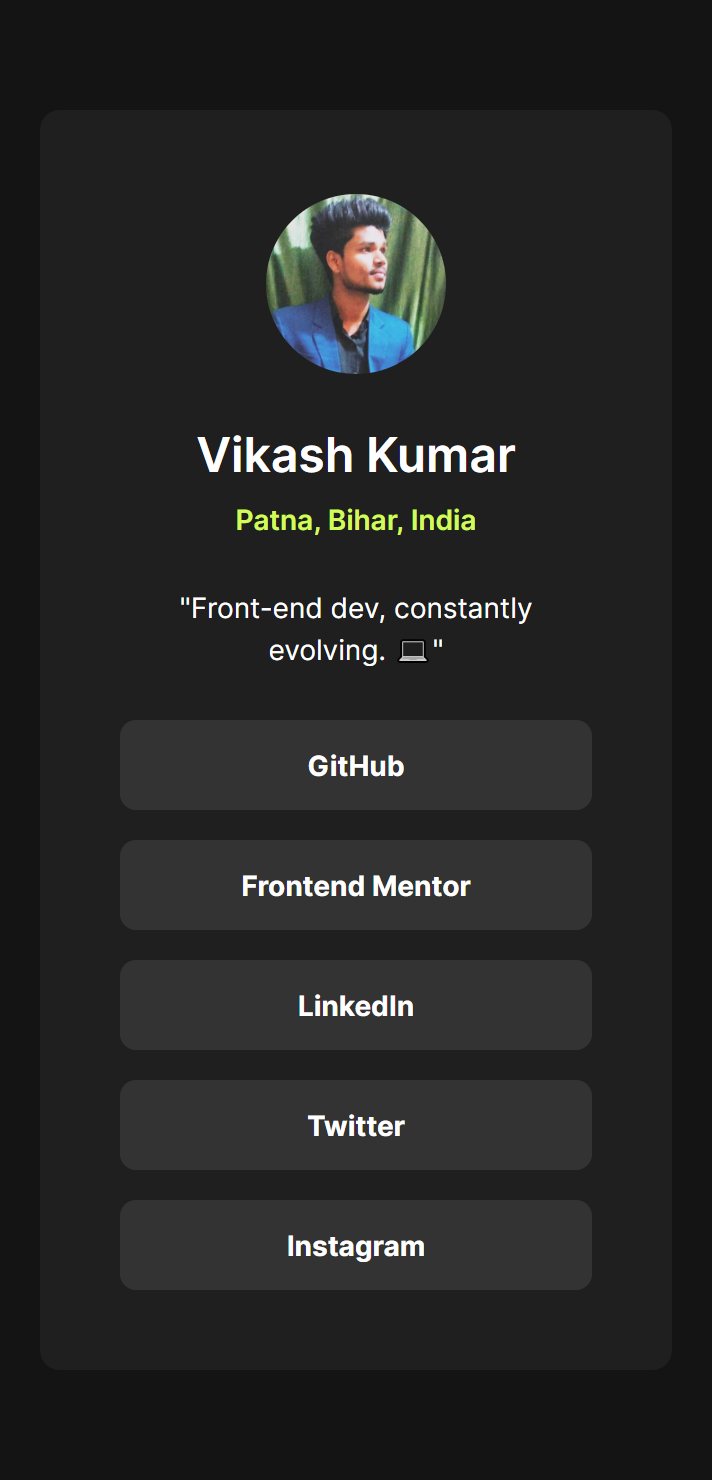 Vikash Kumar
Patna, Bihar, India
"Front-end dev, constantly
evolving. 💻"
GitHub
Frontend Mentor
LinkedIn
Twitter
Instagram